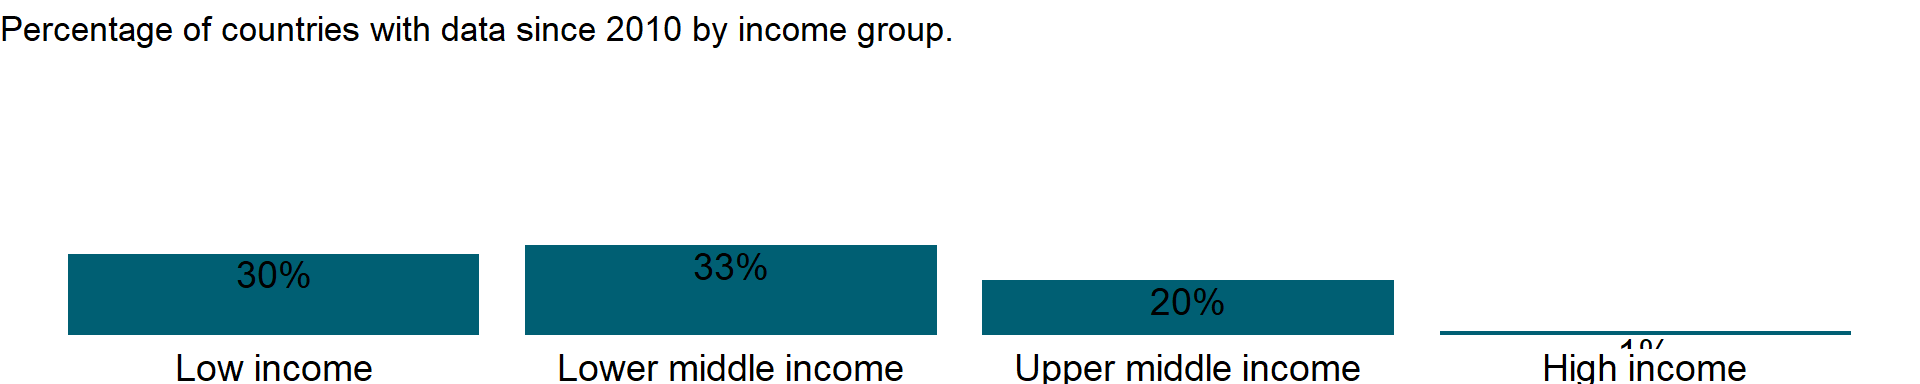 Percentage of countries with data since 2010 by income group.
30%
33%
20%
1%
Low income
Lower middle income
Upper middle income
High income